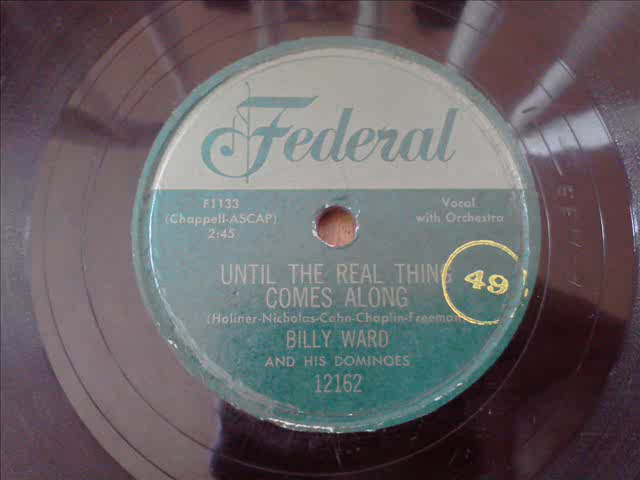 Federal
F1133
(Chappell-ASCAP)
2:45
Vocal
with Orchestra
UNTIL THE REAL THING
COMES ALONG
49
(Holiner-Nicholas-Cahn-Chaplin-Freeman
BILLY WARD
AND HIS DOMINOES
12162